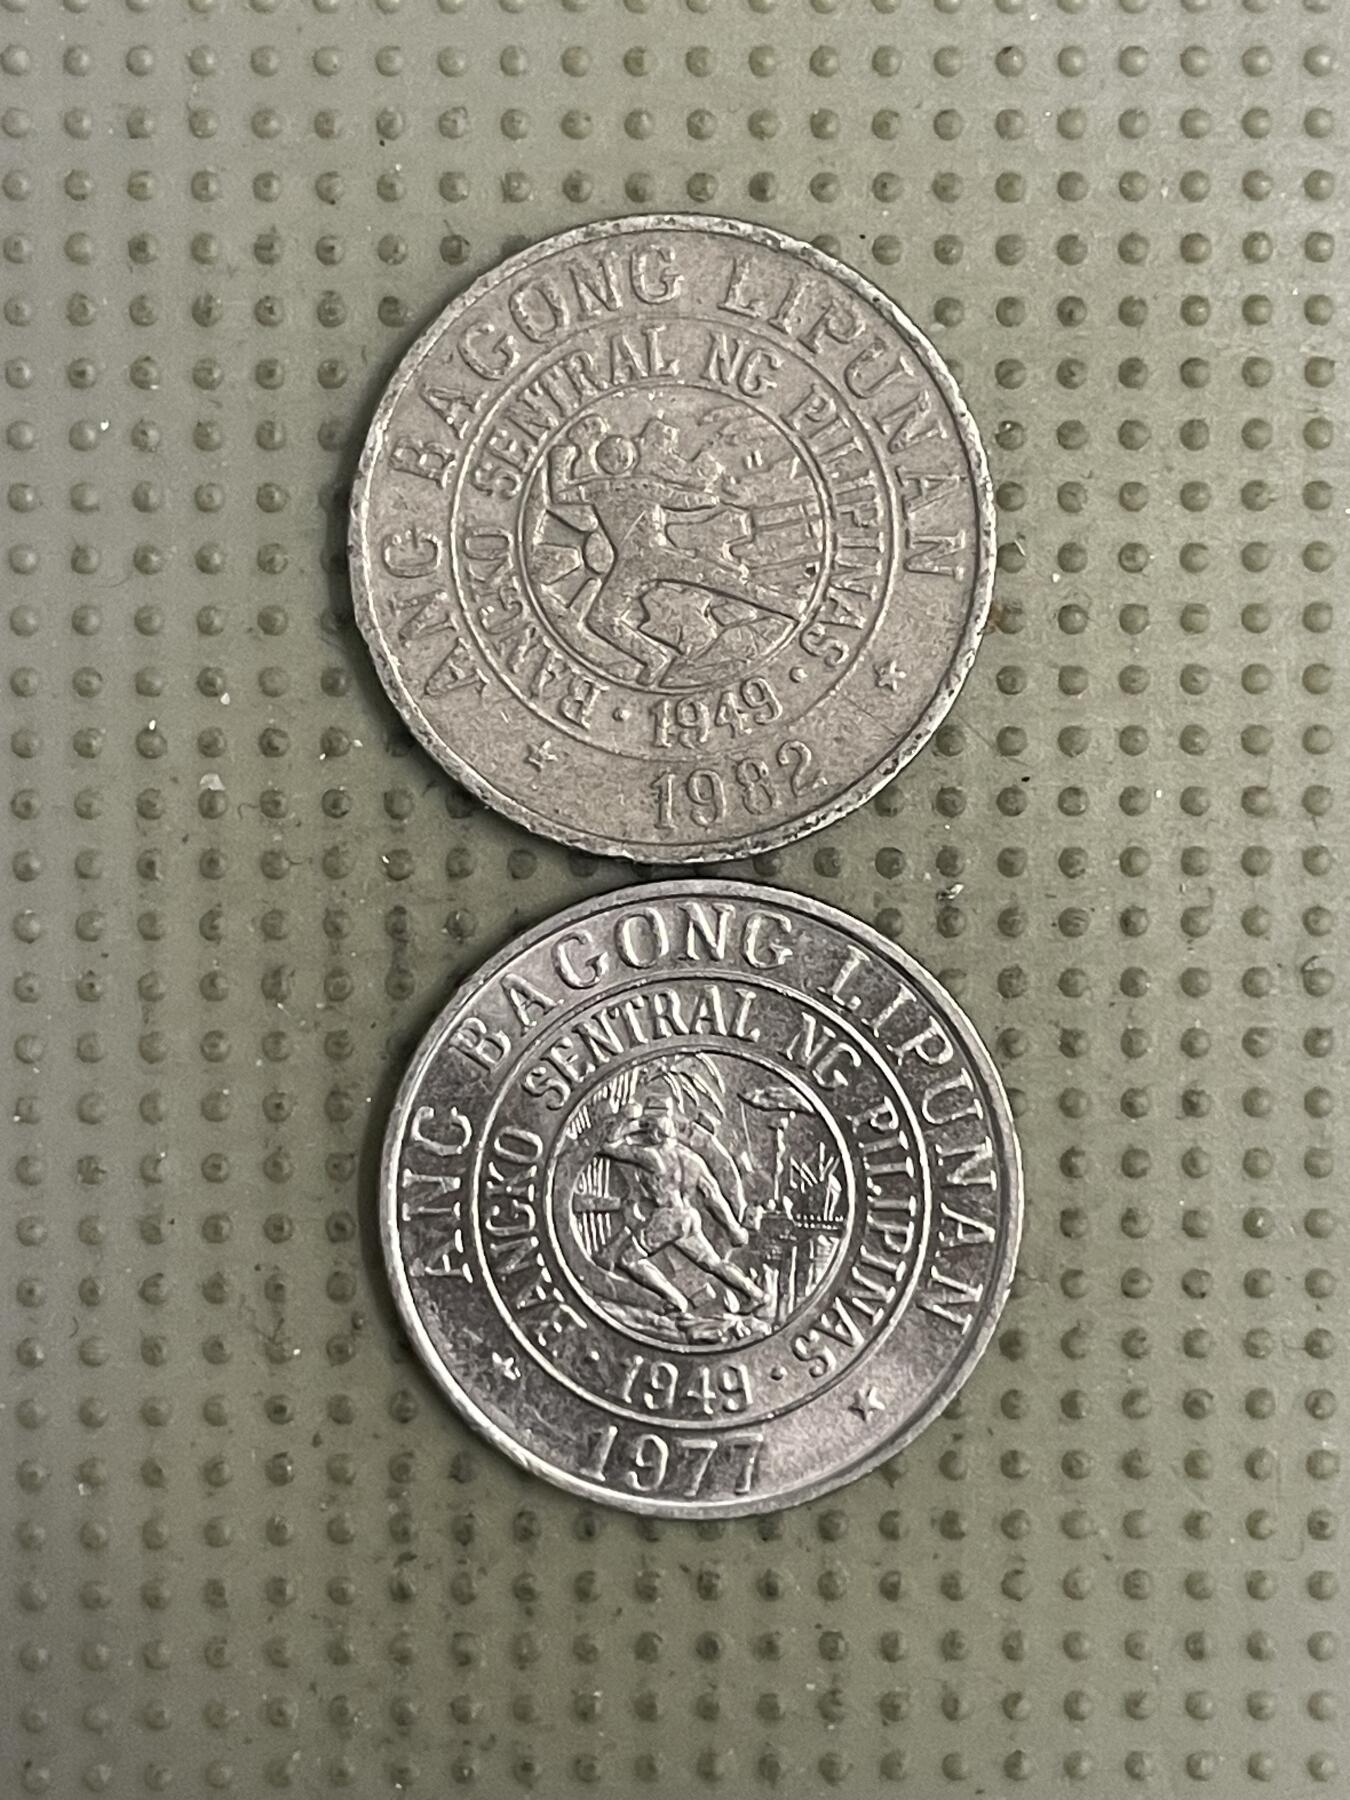 ANG BAGONG LIPUNAN
BANGKO SENTRAL NG PILIPINAS
· 1949 ·
1982
ANG BAGONG LIPUNAN
BANGKO SENTRAL NG PILIPINAS
· 1949 ·
1977